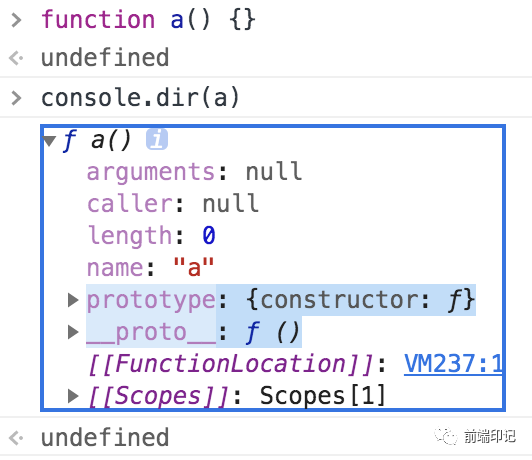 > function a() {}
undefined
> console.dir(a)
▼ ƒ a() i
arguments: null
caller: null
length: 0
name: "a"
▶ prototype: {constructor: ƒ}
▶ __proto__: ƒ ()
[[FunctionLocation]]: VM237:1
▶ [[Scopes]]: Scopes[1]
undefined
前端印记